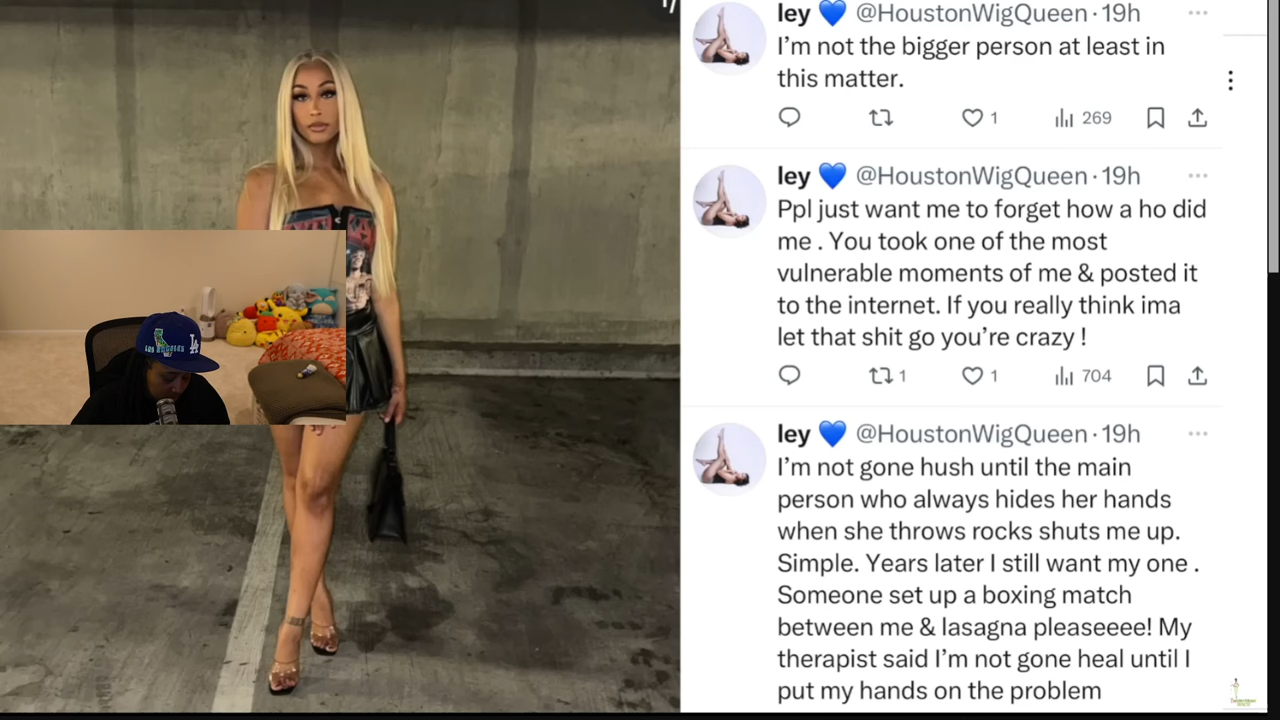 ley 💙 @HoustonWigQueen · 19h
I'm not the bigger person at least in
this matter.
1 269
ley 💙 @HoustonWigQueen · 19h
Ppl just want me to forget how a ho did
me . You took one of the most
vulnerable moments of me & posted it
to the internet. If you really think ima
let that shit go you're crazy !
1 1 704
ley 💙 @HoustonWigQueen · 19h
I'm not gone hush until the main
person who always hides her hands
when she throws rocks shuts me up.
Simple. Years later I still want my one .
Someone set up a boxing match
between me & lasagna pleaseeee! My
therapist said I'm not gone heal until I
put my hands on the problem
LOS ANGELES
LA